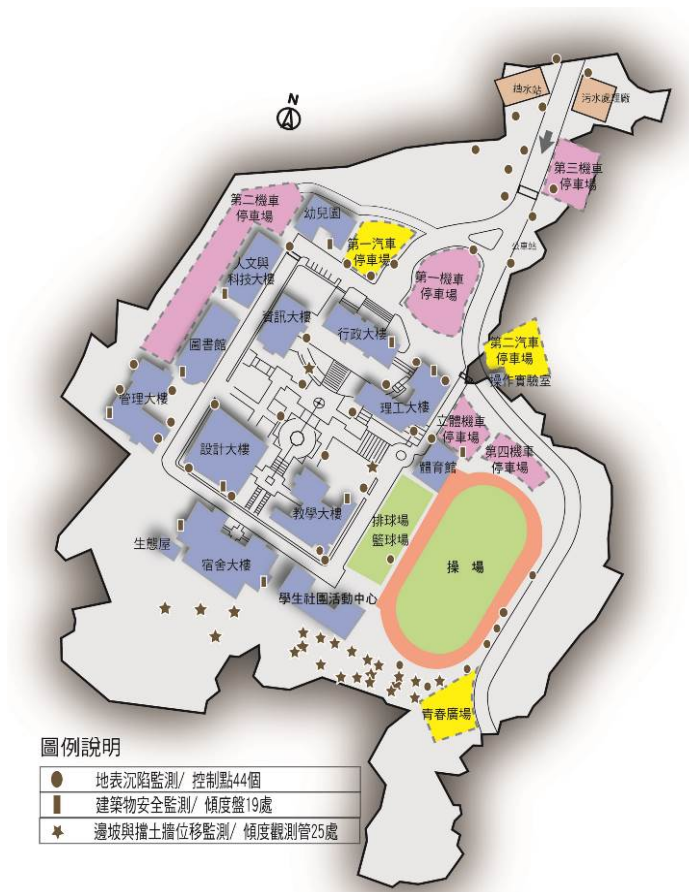 抽水站
污水處理廠
N
第三機車
停車場
第二機車
停車場
幼兒園
第一汽車
停車場
公車站
人文與
科技大樓
第一機車
停車場
資訊大樓
行政大樓
圖書館
第二汽車
停車場
操作實驗室
管理大樓
理工大樓
立體機車
停車場
第四機車
停車場
設計大樓
體育館
教學大樓
排球場
籃球場
操 場
生態屋
宿舍大樓
學生社團活動中心
青春廣場
圖例說明
地表沉陷監測/ 控制點44個
建築物安全監測/ 傾度盤19處
邊坡與擋土牆位移監測/ 傾度觀測管25處